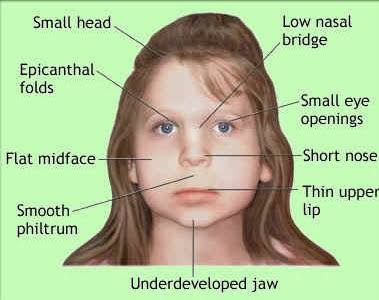 Small head
Low nasal
bridge
Epicanthal
folds
Small eye
openings
Flat midface
Short nose
Smooth
philtrum
Thin upper
lip
Underdeveloped jaw